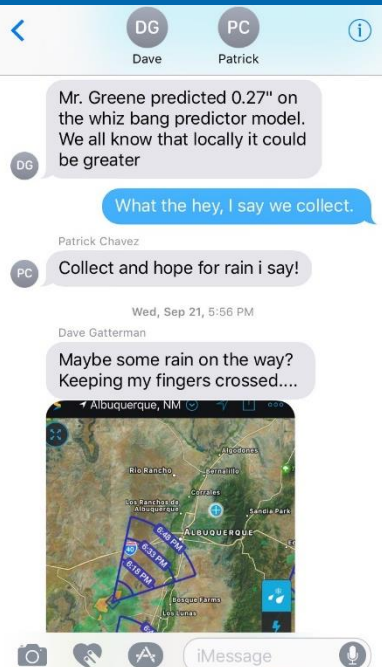 DG
PC
Dave
Patrick
Mr. Greene predicted 0.27" on
the whiz bang predictor model.
We all know that locally it could
be greater
DG
What the hey, I say we collect.
Patrick Chavez
PC
Collect and hope for rain i say!
Wed, Sep 21, 5:56 PM
Dave Gatterman
Maybe some rain on the way?
Keeping my fingers crossed....
Albuquerque, NM
Algodones
Rio Rancho
Bernalillo
Corrales
Los Ranchos de
Albuquerque
Sandia Park
ALBUQUERQUE
6:48 PM
40
6:33 PM
6:18 PM
Bosque Farms
Los Lunas
iMessage